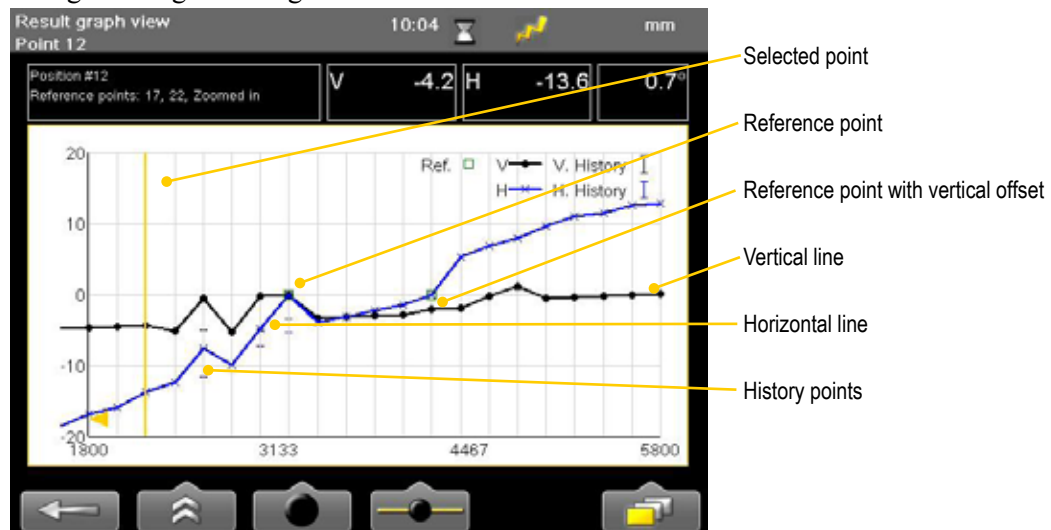 Result graph view
Point 12
10:04
mm
Position #12
Reference points: 17, 22, Zoomed in
V -4.2
H -13.6
0.7°
Ref. V V. History
H H. History
20
10
0
-10
-20
1800 3133 4467 5800
Selected point
Reference point
Reference point with vertical offset
Vertical line
Horizontal line
History points